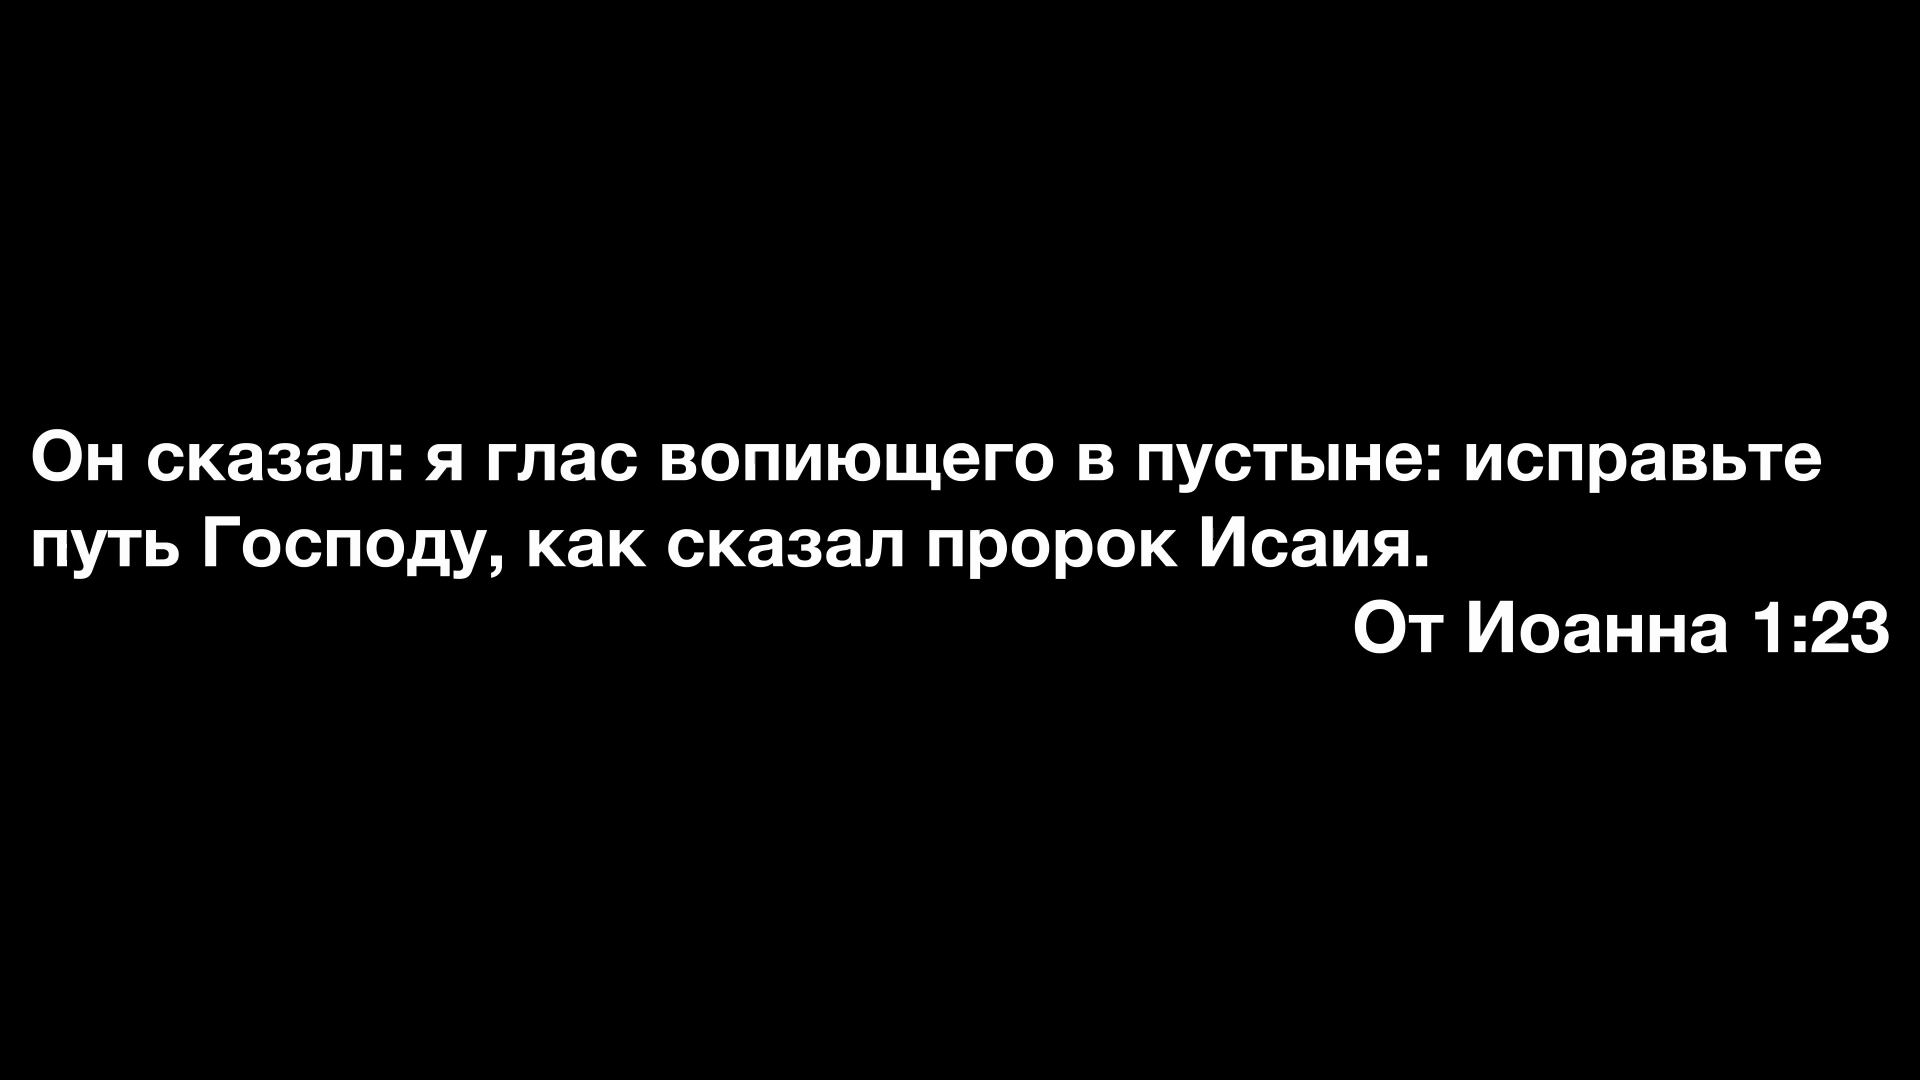 Он сказал: я глас вопиющего в пустыне: исправьте
путь Господу, как сказал пророк Исаия.
От Иоанна 1:23